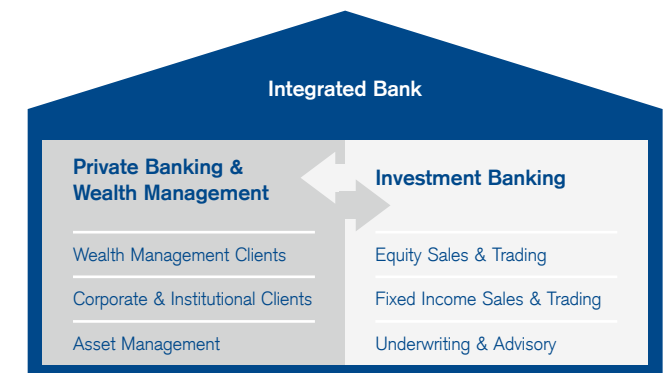 Integrated Bank
Private Banking &
Wealth Management
Wealth Management Clients
Corporate & Institutional Clients
Asset Management
Investment Banking
Equity Sales & Trading
Fixed Income Sales & Trading
Underwriting & Advisory